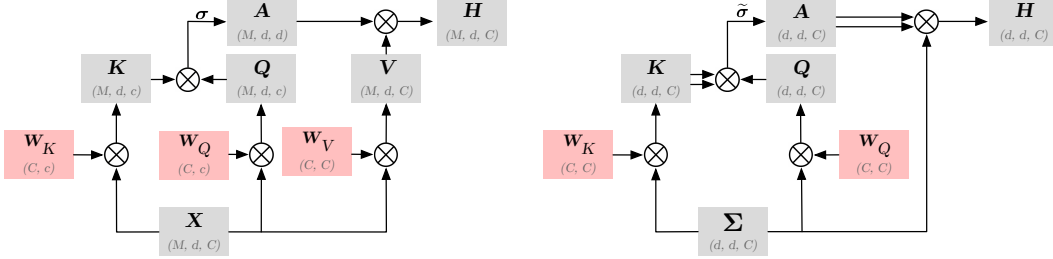 σ
A
(M, d, d)
H
(M, d, C)
K
(M, d, c)
Q
(M, d, c)
V
(M, d, C)
W_K
(C, c)
W_Q
(C, c)
W_V
(C, C)
X
(M, d, C)
σ̃
A
(d, d, C)
H
(d, d, C)
K
(d, d, C)
Q
(d, d, C)
W_K
(C, C)
W_Q
(C, C)
Σ
(d, d, C)